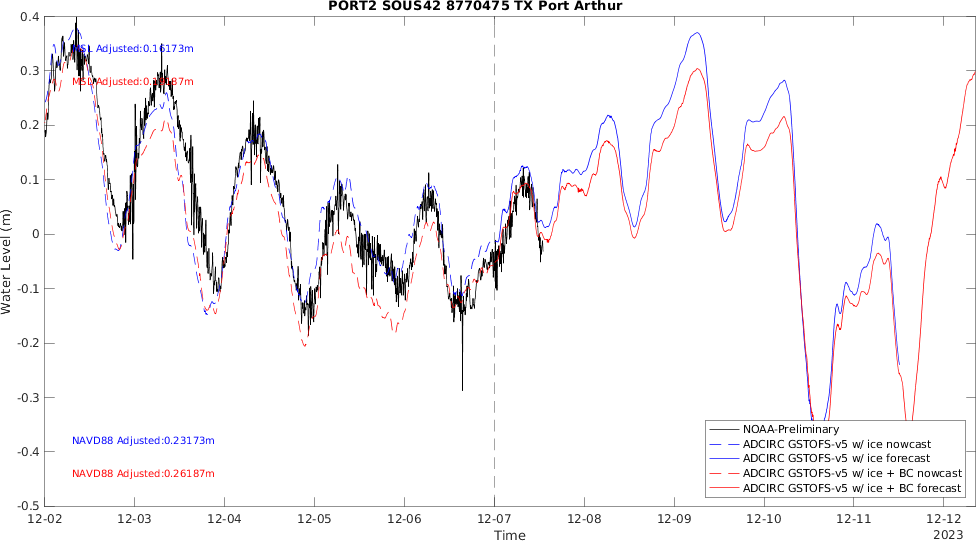 PORT2 SOUS42 8770475 TX Port Arthur
0.4
0.3
0.2
0.1
0
-0.1
-0.2
-0.3
-0.4
-0.5
Water Level (m)
MSL Adjusted:0.16173m
MSL
NAVD88 Adjusted:0.23173m
NAVD88 Adjusted:0.26187m
NOAA-Preliminary
ADCIRC GSTOFS-v5 w/ ice nowcast
ADCIRC GSTOFS-v5 w/ ice forecast
ADCIRC GSTOFS-v5 w/ ice + BC nowcast
ADCIRC GSTOFS-v5 w/ ice + BC forecast
12-02 12-03 12-04 12-05 12-06 12-07 12-08 12-09 12-10 12-11 12-12
2023
Time